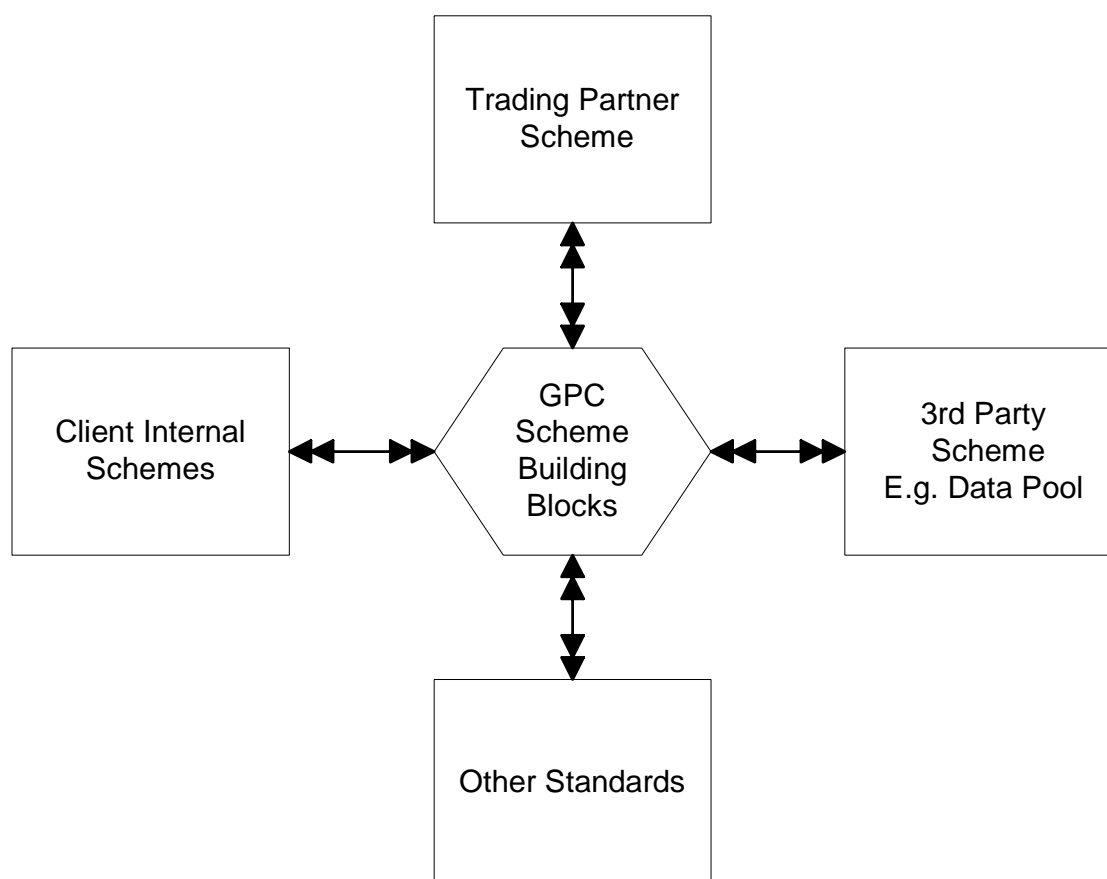 Trading Partner
Scheme
Client Internal
Schemes
GPC
Scheme
Building
Blocks
3rd Party
Scheme
E.g. Data Pool
Other Standards